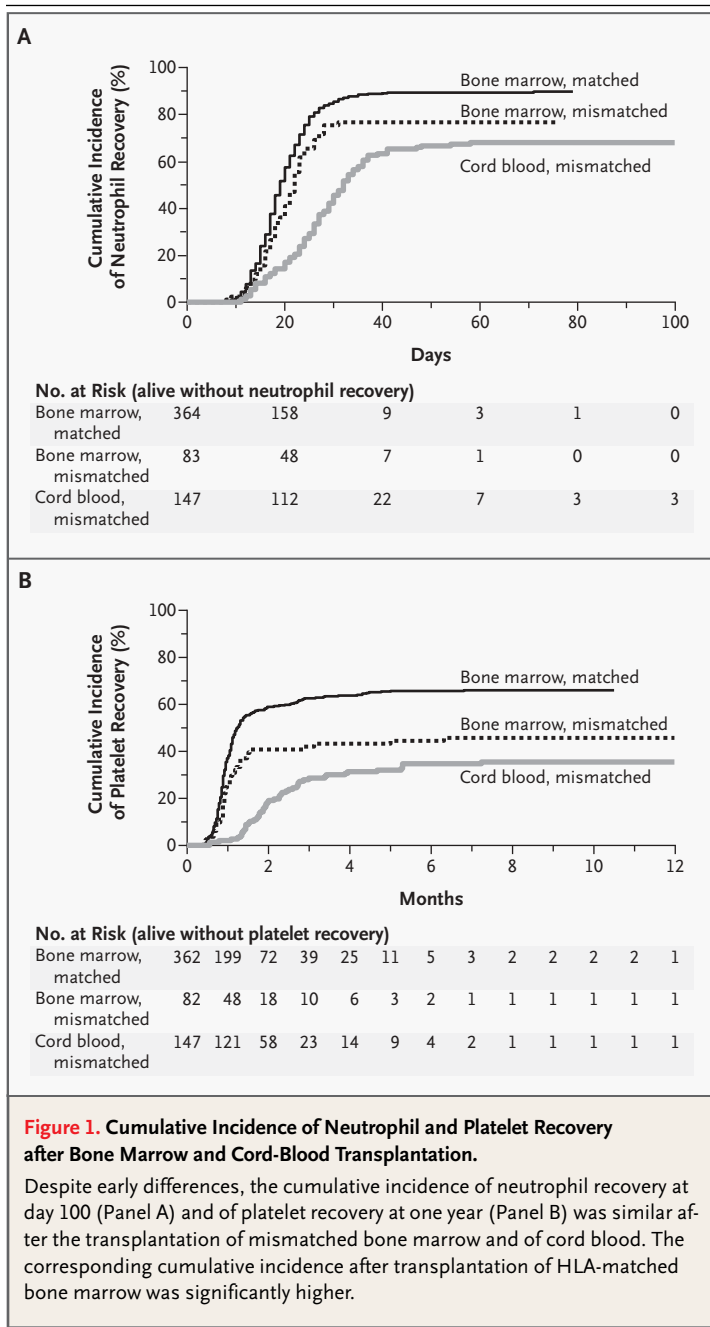 A
Cumulative Incidence
of Neutrophil Recovery (%)
100
80
60
40
20
0
Bone marrow, matched
Bone marrow, mismatched
Cord blood, mismatched
0 20 40 60 80 100
Days
No. at Risk (alive without neutrophil recovery)
Bone marrow, 364 158 9 3 1 0
matched
Bone marrow, 83 48 7 1 0 0
mismatched
Cord blood, 147 112 22 7 3 3
mismatched
B
Cumulative Incidence
of Platelet Recovery (%)
100
80
60
40
20
0
Bone marrow, matched
Bone marrow, mismatched
Cord blood, mismatched
0 2 4 6 8 10 12
Months
No. at Risk (alive without platelet recovery)
Bone marrow, 362 199 72 39 25 11 5 3 2 2 2 2 1
matched
Bone marrow, 82 48 18 10 6 3 2 1 1 1 1 1 1
mismatched
Cord blood, 147 121 58 23 14 9 4 2 1 1 1 1 1
mismatched
Figure 1. Cumulative Incidence of Neutrophil and Platelet Recovery
after Bone Marrow and Cord-Blood Transplantation.
Despite early differences, the cumulative incidence of neutrophil recovery at
day 100 (Panel A) and of platelet recovery at one year (Panel B) was similar af-
ter the transplantation of mismatched bone marrow and of cord blood. The
corresponding cumulative incidence after transplantation of HLA-matched
bone marrow was significantly higher.